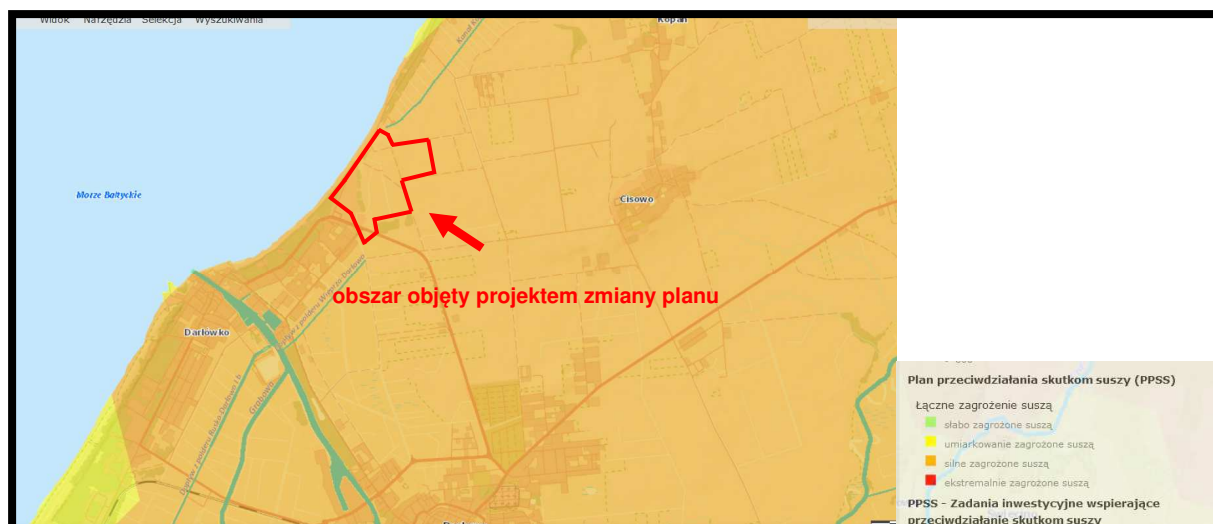 Widok Narzędzia Selekcja Wyszukiwania
Kopań
Morze Bałtyckie
Cisowo
obszar objęty projektem zmiany planu
Darłówko
Grabowa
Plan przeciwdziałania skutkom suszy (PPSS)
Łączne zagrożenie suszą
słabo zagrożone suszą
umiarkowanie zagrożone suszą
silne zagrożone suszą
ekstremalnie zagrożone suszą
PPSS - Zadania inwestycyjne wspierające
przeciwdziałanie skutkom suszy